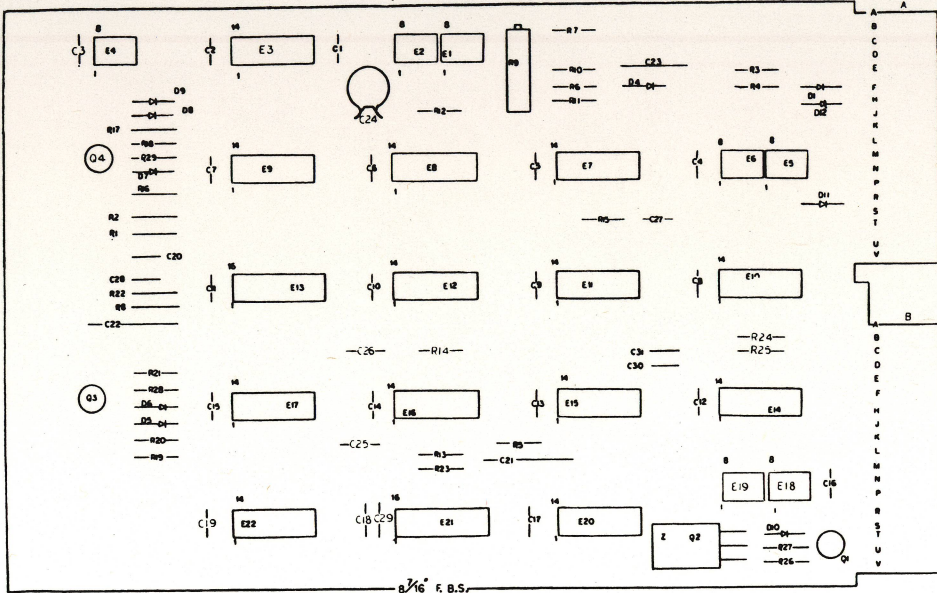 A
A
8 14 8 8 R7 B
C3 E4 C2 E3 C1 E2 E1 R9 C
D
1 1 1 1 R10 C23 R3 E
D9 R6 D4 R4 F
D8 C24 R12 R11 D1 H
D12 J
R17 K
R18 14 14 14 8 8 L
Q4 R29 C7 E9 C6 E8 C5 E7 C4 E6 E5 M
D7 N
R16 1 1 1 1 1 P
D11 R
R2 R15 C27 S
R1 T
U
C20 V
16 14 14 14
C28 C11 E13 C10 E12 C9 E11 C8 E10
R22
R8 1 1 1 1
C22 A B
R24 B
C26 R14 C31 R25 C
C30 D
R21 E
R28 14 14 14 14 F
Q3 D6 C15 E17 C14 E16 C13 E15 C12 E14 H
D5 1 1 1 1 J
R20 C25 R5 K
R19 R13 C21 L
R23 8 8 M
E19 E18 C16 N
P
14 16 14 1 1 R
C19 E22 C18 C29 E21 C17 E20 Z Q2 D10 S
T
1 1 1 R27 Q1 U
R26 V
8 7/16" F.B.S.